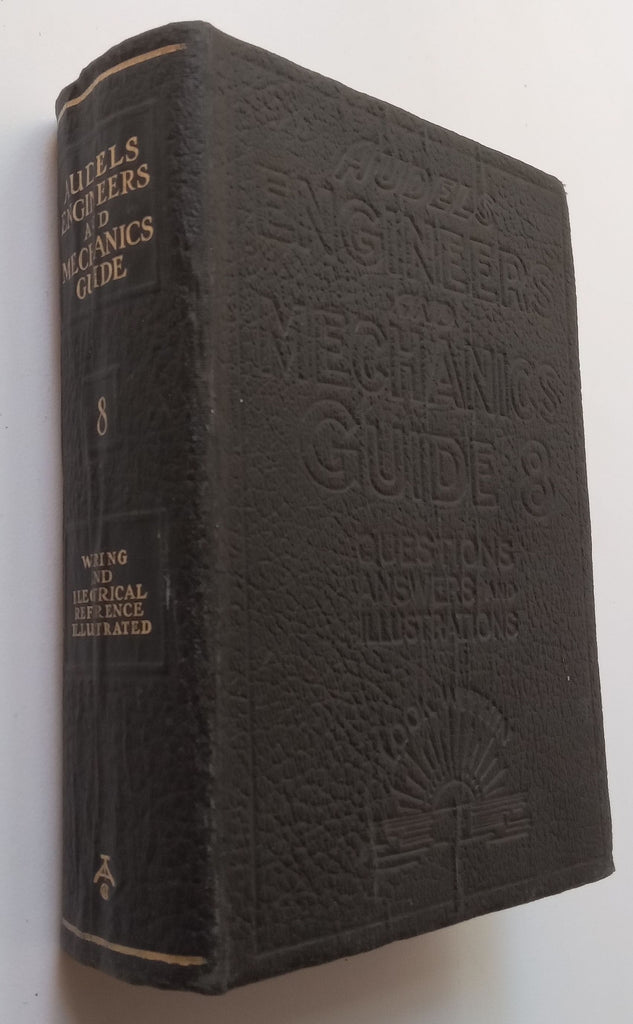 AUDELS
ENGINEERS
AND
MECHANICS
GUIDE
8
WIRING
AND
ELECTRICAL
REFERENCE
ILLUSTRATED
AUDELS
ENGINEERS
AND
MECHANICS
GUIDE 8
QUESTIONS
ANSWERS AND
ILLUSTRATIONS